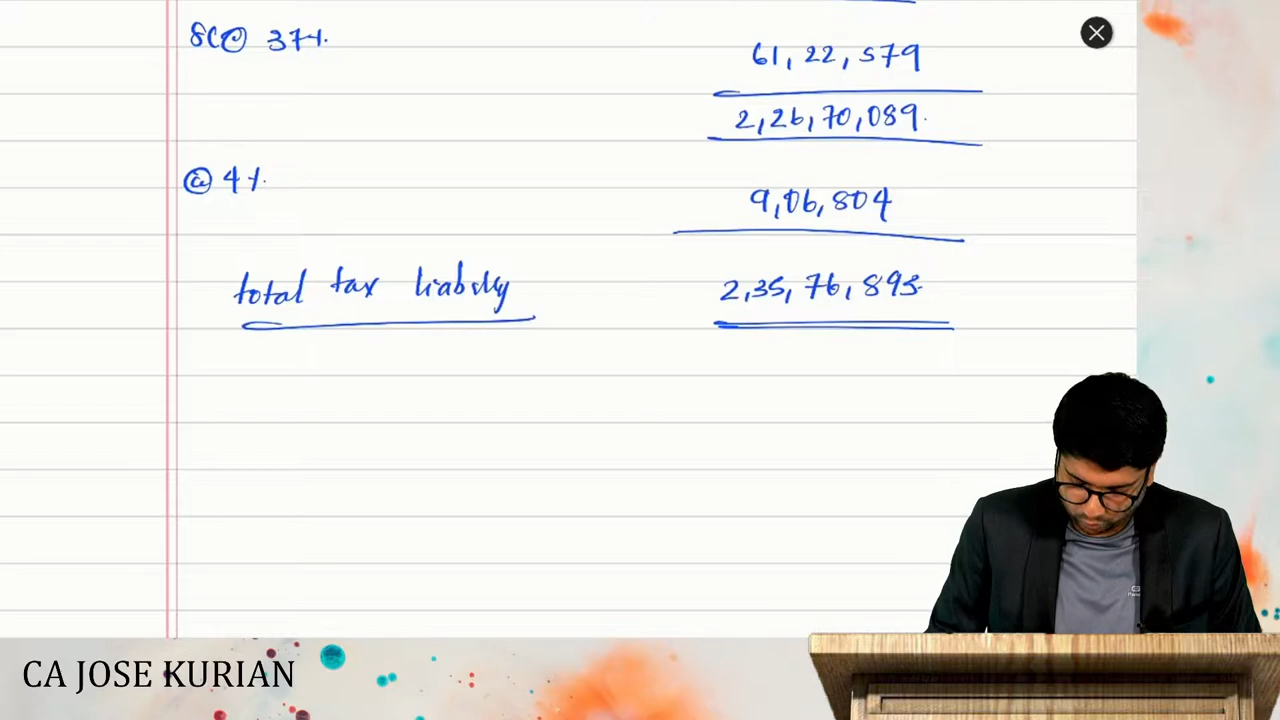 SC@ 37%.
61,22,579
2,26,70,089.
@ 4%.
9,06,804
total tax liability
2,35,76,893.
CA JOSE KURIAN